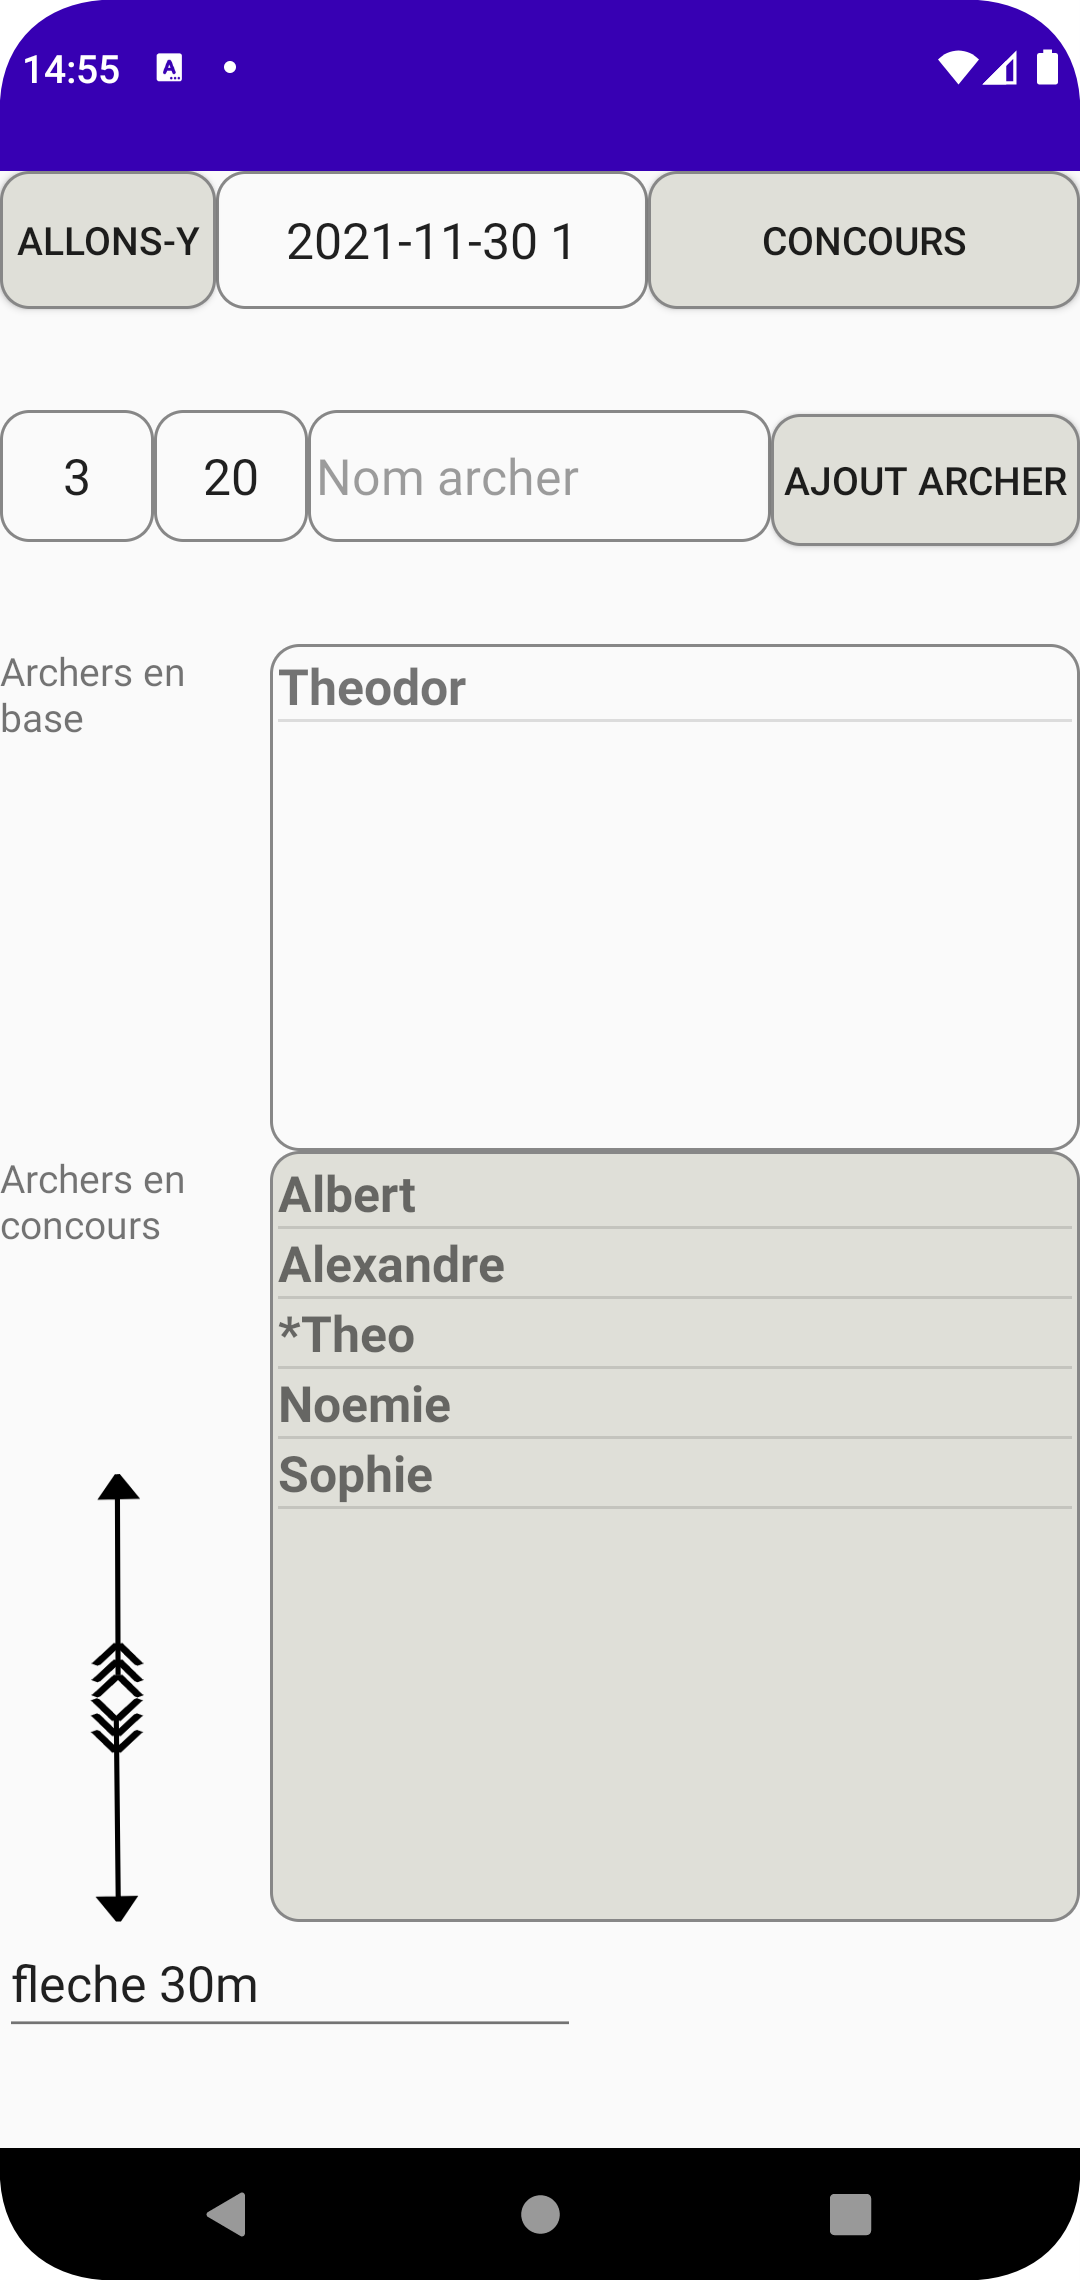 14:55
ALLONS-Y
2021-11-30 1
CONCOURS
3
20
Nom archer
AJOUT ARCHER
Archers en
base
Theodor
Archers en
concours
Albert
Alexandre
*Theo
Noemie
Sophie
fleche 30m